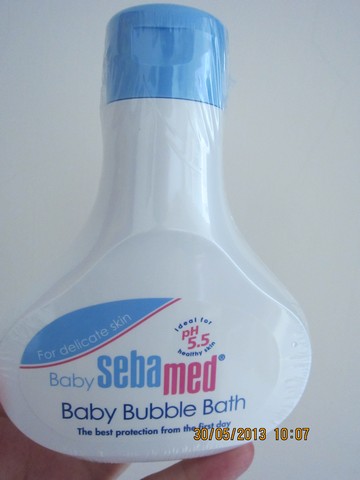 For delicate skin
ideal for
pH
5.5
healthy skin
Baby sebamed®
Baby Bubble Bath
The best protection from the first day
30/05/2013 10:07